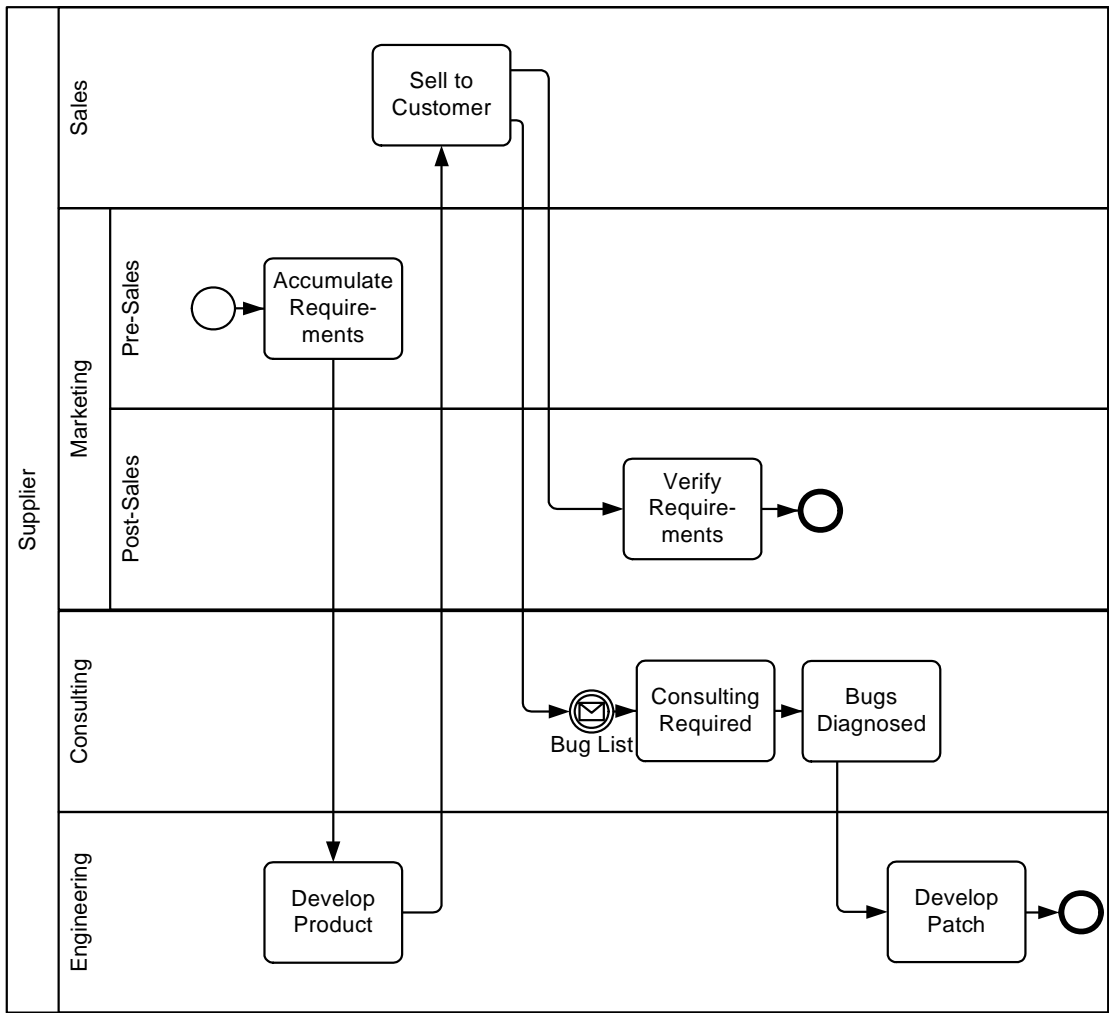 Supplier
Sales
Sell to
Customer
Marketing
Pre-Sales
Accumulate
Require-
ments
Post-Sales
Verify
Require-
ments
Consulting
Bug List
Consulting
Required
Bugs
Diagnosed
Engineering
Develop
Product
Develop
Patch